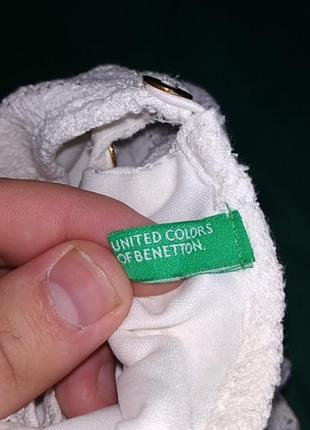 UNITED COLORS
OF BENETTON.